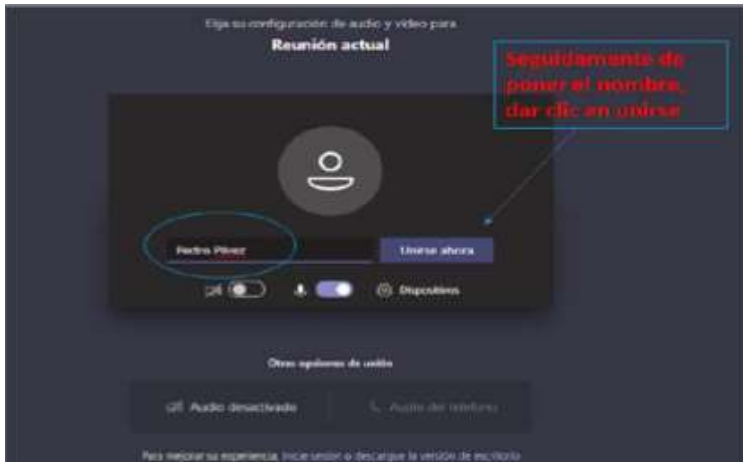 Elija su configuración de audio y vídeo para
Reunión actual
Seguidamente de
poner el nombre,
dar clic en unirse
Pedro Pérez
Unirse ahora
Dispositivos
Otras opciones de unión
Audio desactivado
Audio del teléfono
Para mejorar su experiencia, inicie sesión o descargue la versión de escritorio